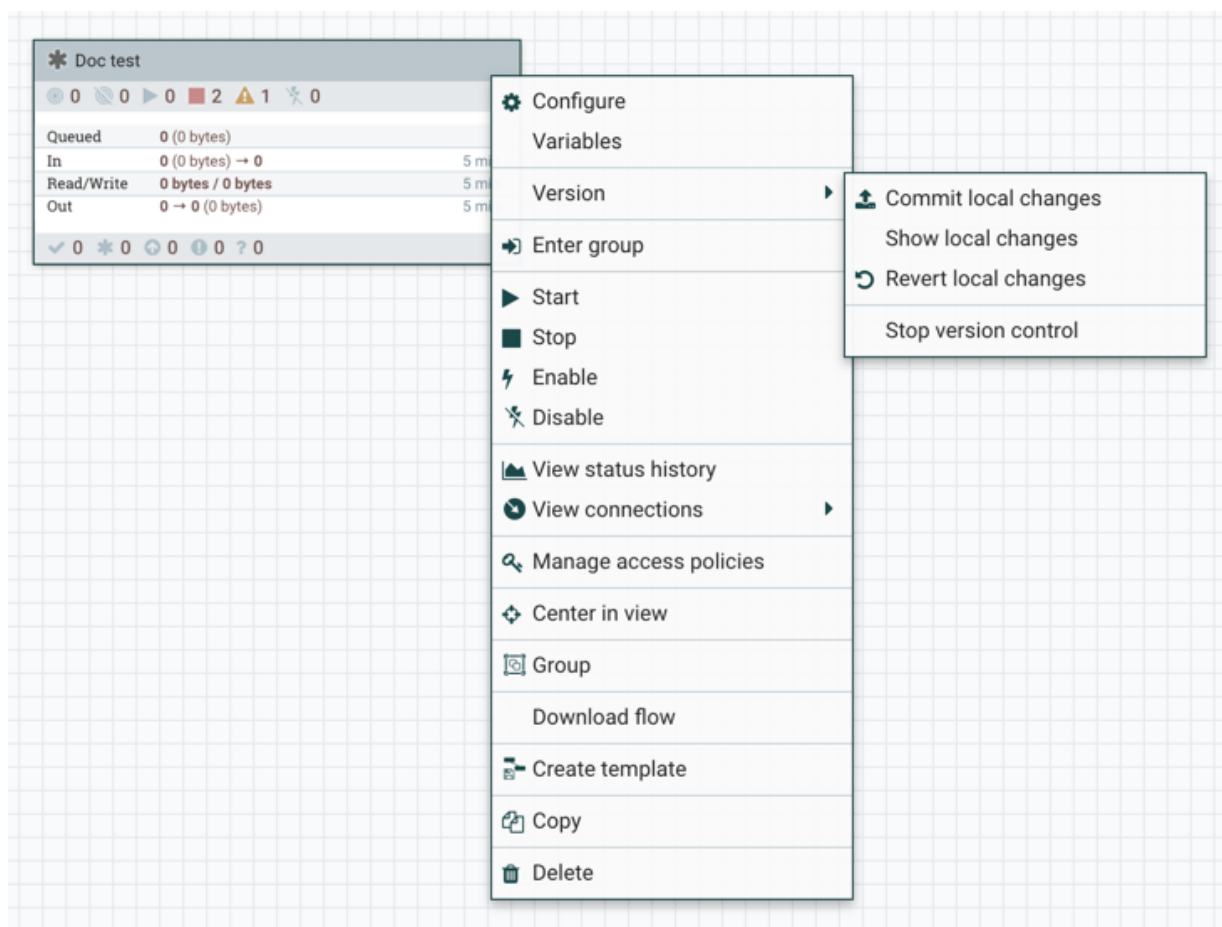 Doc test
0 0 0 2 1 0
Queued 0 (0 bytes)
In 0 (0 bytes) → 0 5
Read/Write 0 bytes / 0 bytes 5
Out 0 → 0 (0 bytes) 5
0 0 0 0 ? 0
Configure
Variables
Version
Enter group
Start
Stop
Enable
Disable
View status history
View connections
Manage access policies
Center in view
Group
Download flow
Create template
Copy
Delete
Commit local changes
Show local changes
Revert local changes
Stop version control